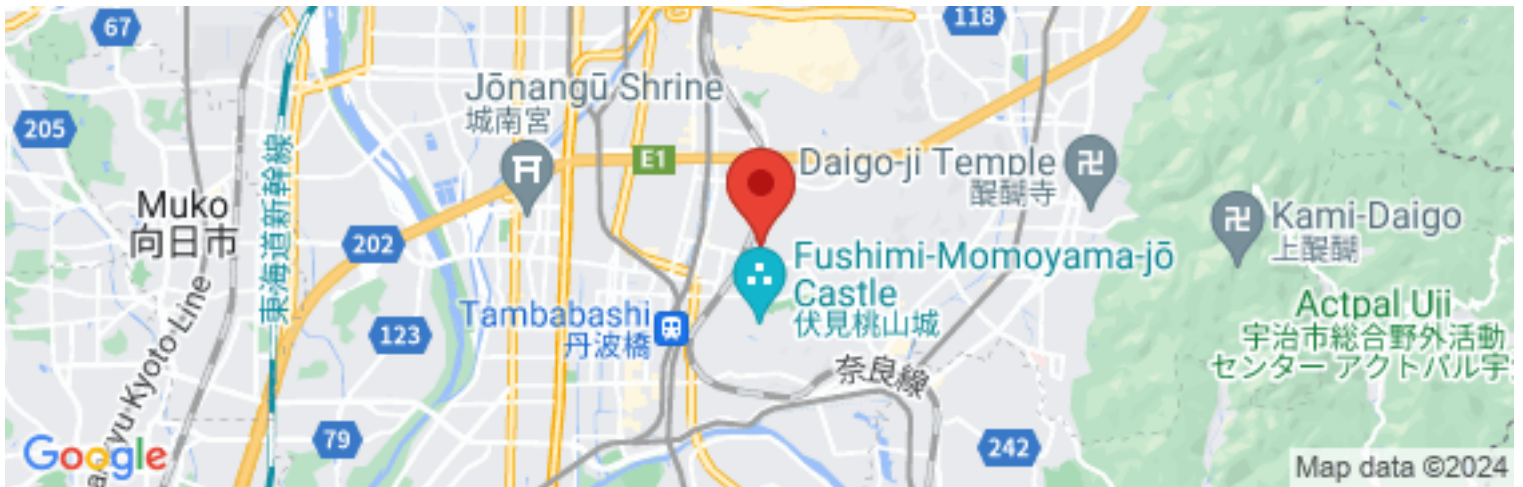 67
118
Jōnangū Shrine
城南宮
205
E1
Daigo-ji Temple
醍醐寺
東海道新幹線
Muko
向日市
202
Kami-Daigo
上醍醐
Fushimi-Momoyama-jō
Castle
伏見桃山城
Tambabashi
丹波橋
123
Actpal Uji
宇治市総合野外活動
センター アクトパル宇
奈良線
yu Kyoto Line
79
242
Google
Map data ©2024